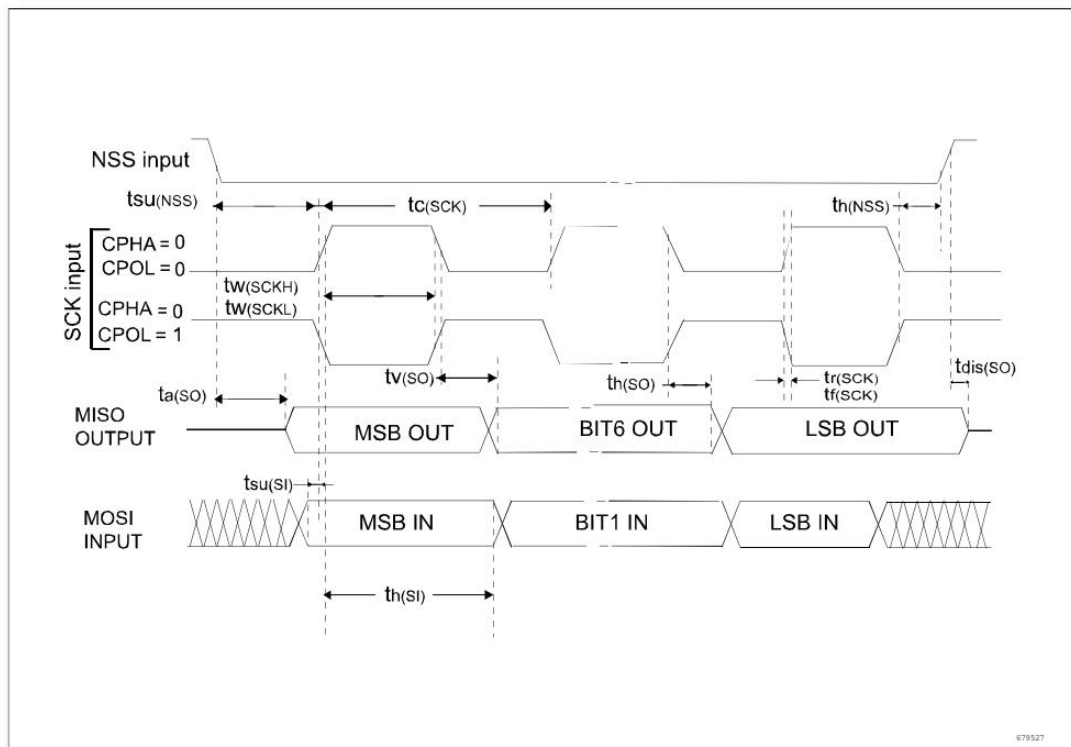 NSS input
tsu(NSS)
tc(SCK)
th(NSS)
SCK input
CPHA = 0
CPOL = 0
tw(SCKH)
CPHA = 0
tw(SCKL)
CPOL = 1
ta(SO)
tv(SO)
th(SO)
tr(SCK)
tf(SCK)
tdis(SO)
MISO
OUTPUT
MSB OUT
BIT6 OUT
LSB OUT
tsu(SI)
MOSI
INPUT
MSB IN
BIT1 IN
LSB IN
th(SI)
679527